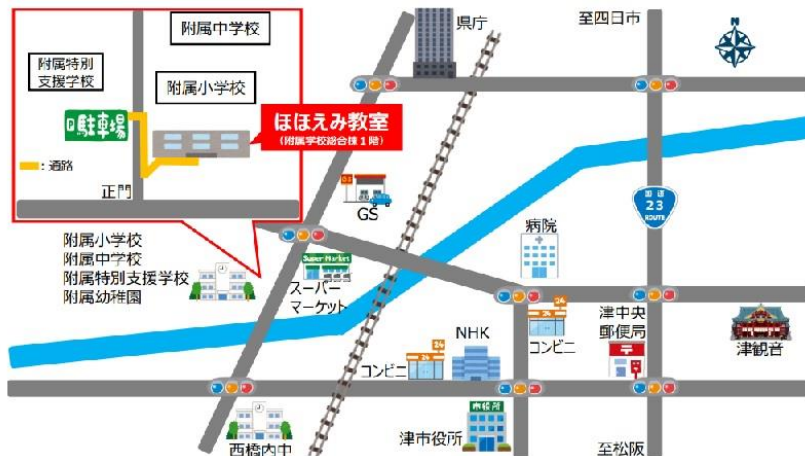 附属中学校
附属特別
支援学校
附属小学校
駐車場
ほほえみ教室
(附属学校総合棟1階)
:通路
正門
県庁
至四日市
N
国道
23
ROUTE
GS
GS
病院
附属小学校
附属中学校
附属特別支援学校
附属幼稚園
Super Market
スーパー
マーケット
24
24
コンビニ
津中央
郵便局
津観音
NHK
24
24
コンビニ
市役所
西橋内中
津市役所
至松阪